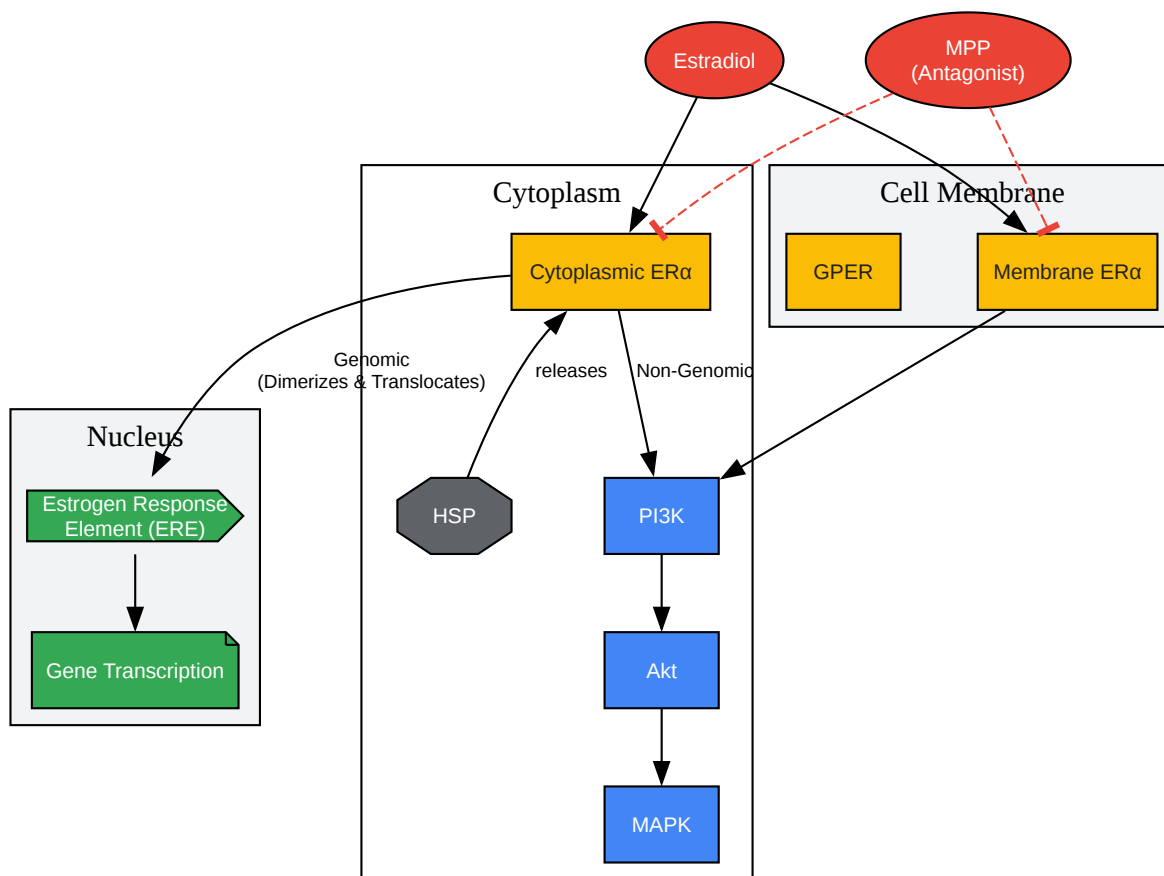 Estradiol
MPP
(Antagonist)
Cytoplasm
Cell Membrane
Cytoplasmic ERα
GPER
Membrane ERα
Genomic
(Dimerizes & Translocates)
releases
Non-Genomic
Nucleus
Estrogen Response
Element (ERE)
HSP
PI3K
Gene Transcription
Akt
MAPK